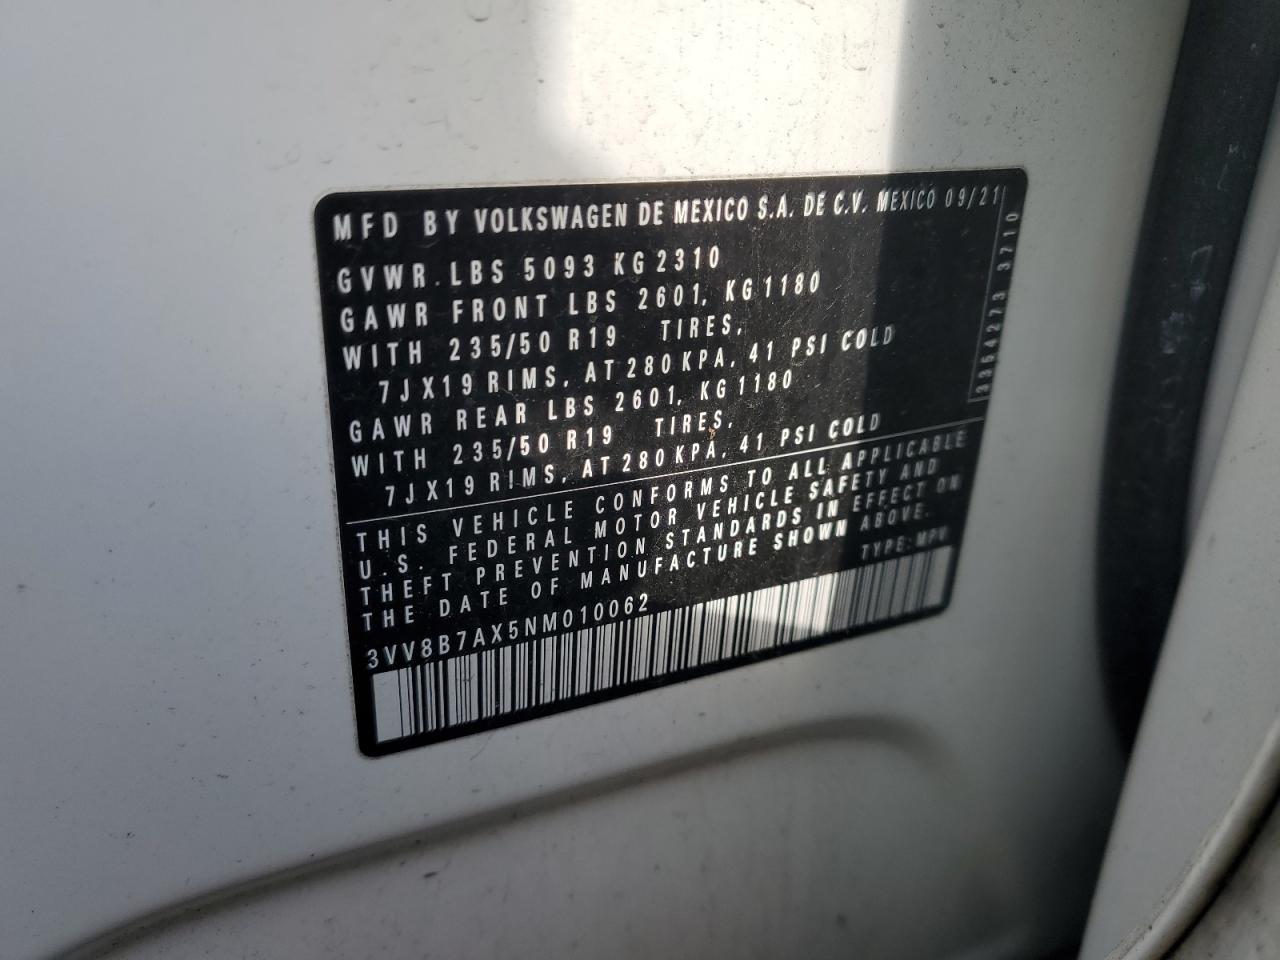 MFD BY VOLKSWAGEN DE MEXICO S.A. DE C.V. MEXICO 09/21
GVWR.LBS 5093 KG 2310
GAWR FRONT LBS 2601, KG 1180
WITH 235/50 R19 TIRES,
7J X19 RIMS, AT 280 KPA, 41 PSI COLD
GAWR REAR LBS 2601, KG 1180
WITH 235/50 R19 TIRES,
7J X19 RIMS, AT 280 KPA, 41 PSI COLD
THIS VEHICLE CONFORMS TO ALL APPLICABLE
U.S. FEDERAL MOTOR VEHICLE SAFETY AND
THEFT PREVENTION STANDARDS IN EFFECT ON
THE DATE OF MANUFACTURE SHOWN ABOVE.
TYPE: MPV
3VV8B7AX5NM010062
3354273 3710